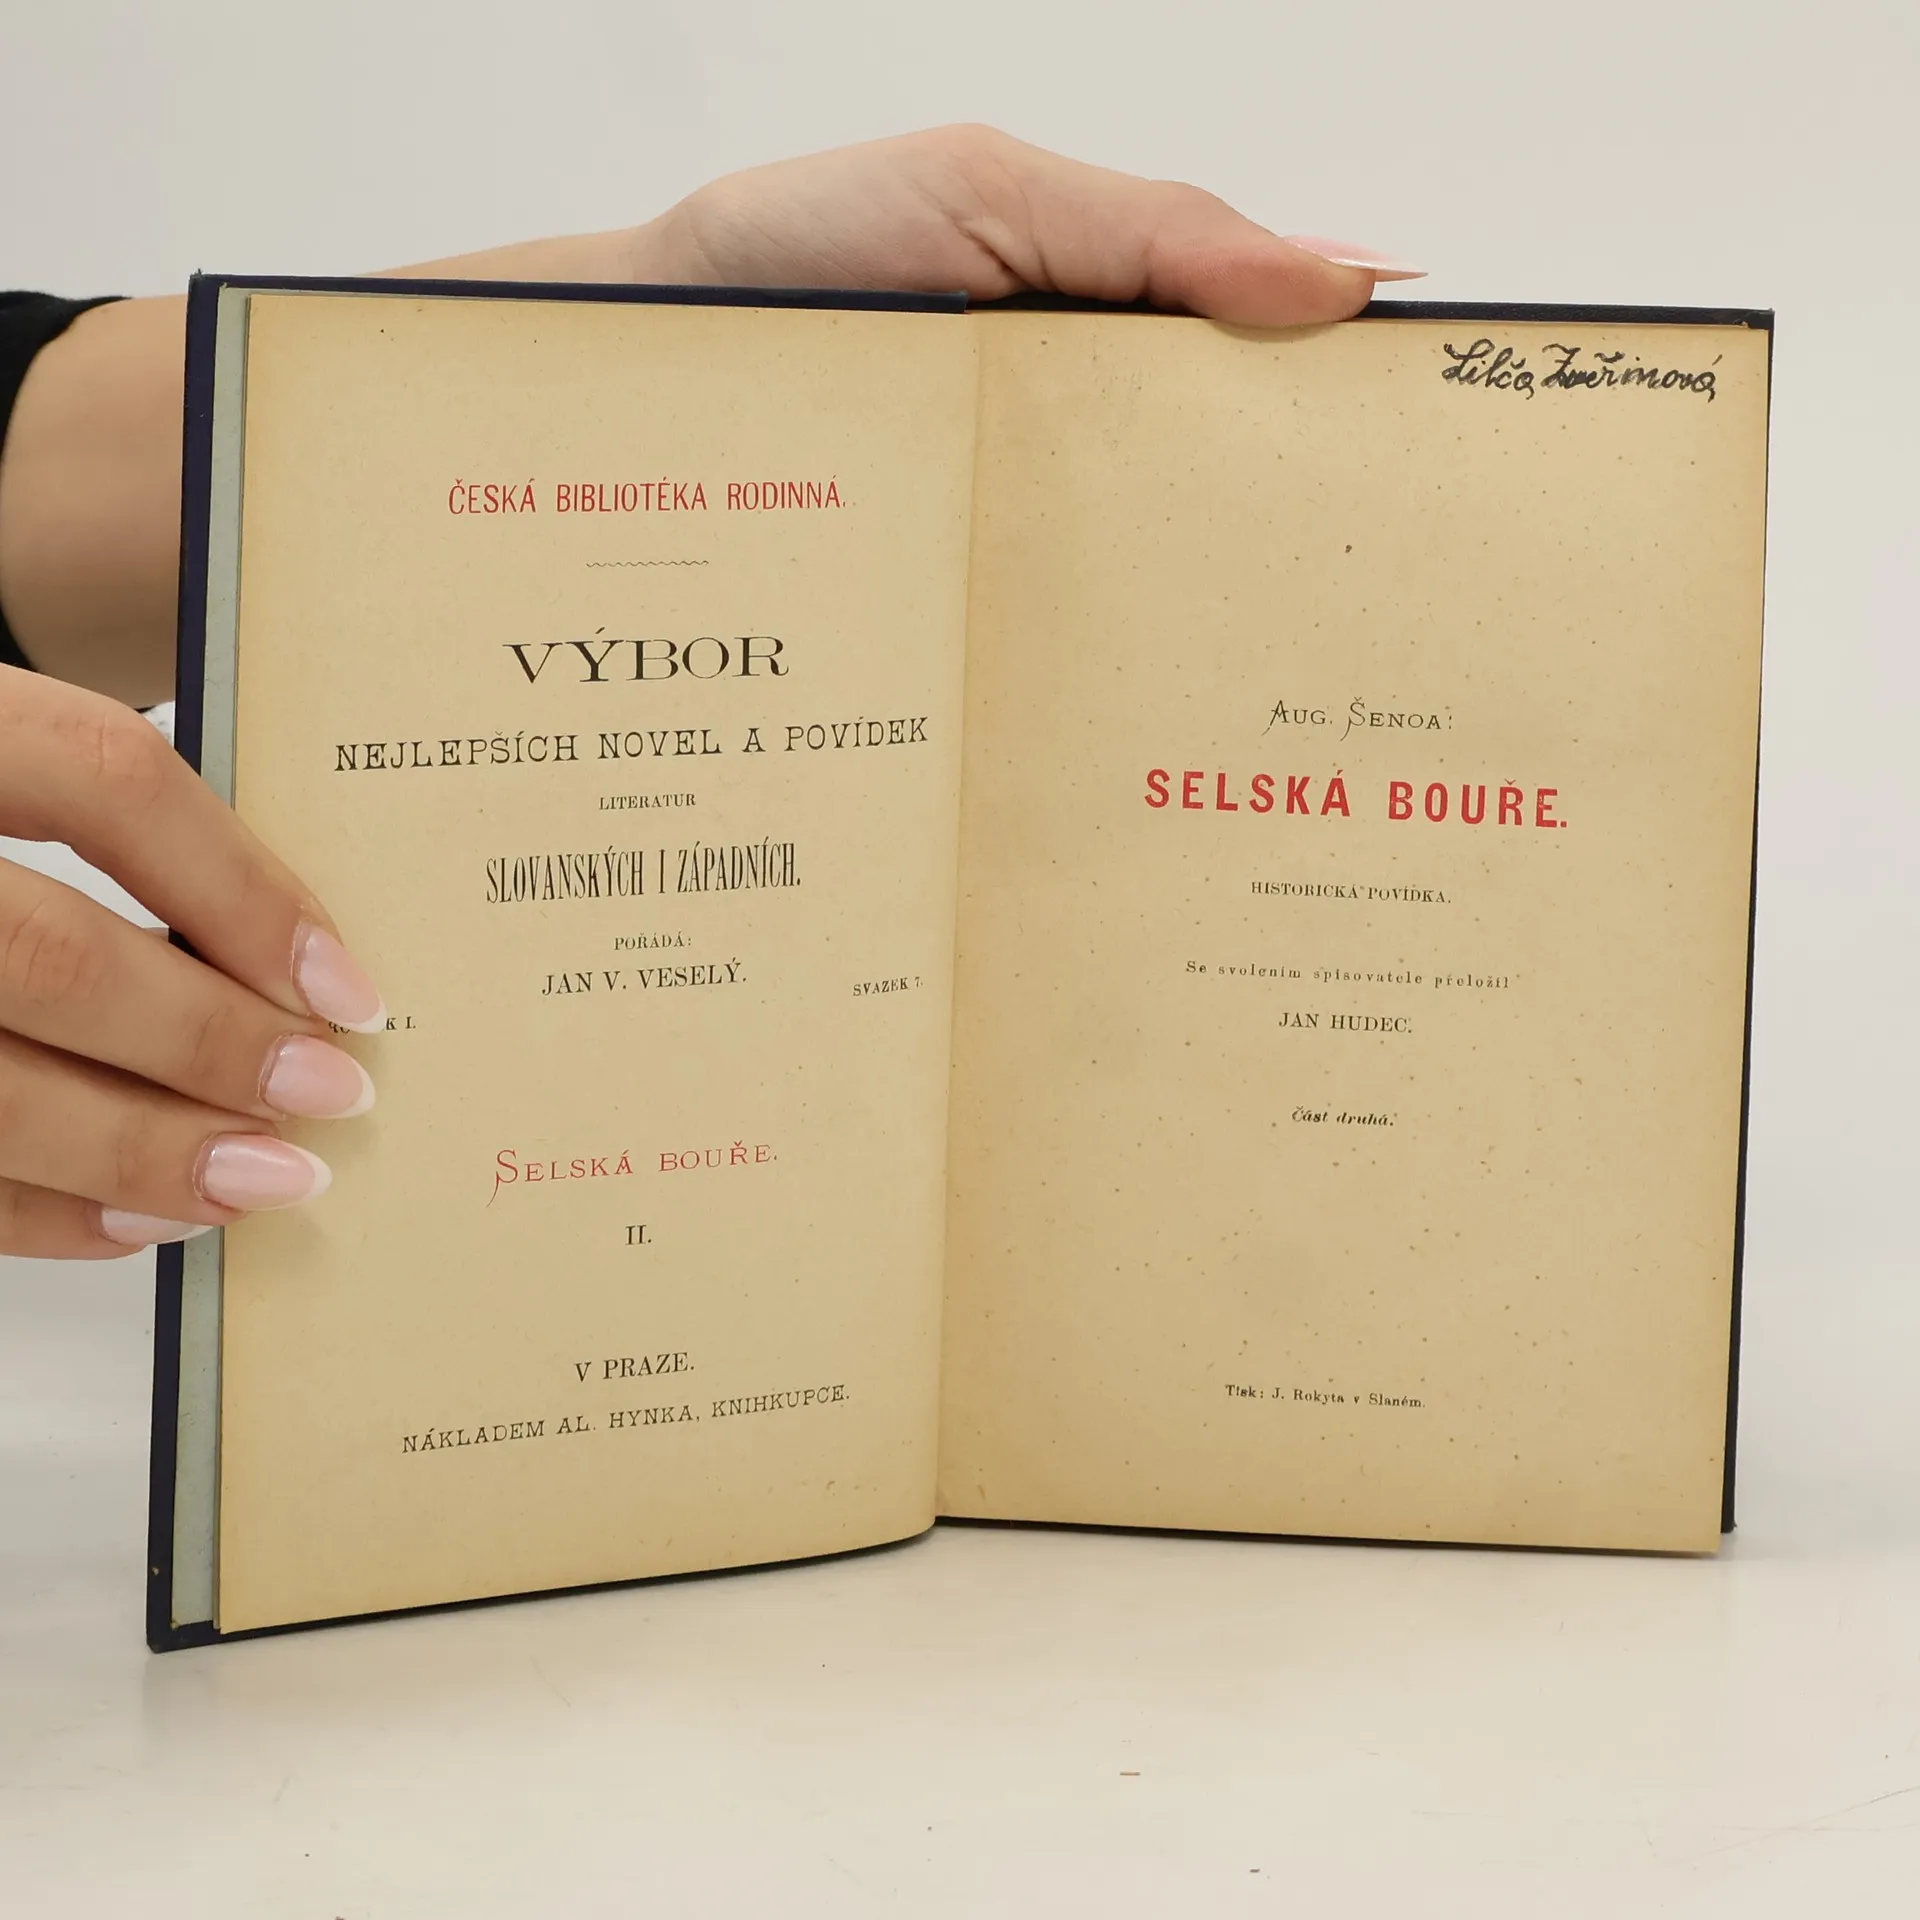 ČESKÁ BIBLIOTÉKA RODINNÁ.
VÝBOR
NEJLEPŠÍCH NOVEL A POVÍDEK
LITERATUR
SLOVANSKÝCH I ZÁPADNÍCH.
POŘÁDÁ:
JAN V. VESELÝ.
I.
SVAZEK 7.
SELSKÁ BOUŘE.
II.
V PRAZE.
NÁKLADEM AL. HYNKA, KNIHKUPCE.
Zvěřinová
AUG. ŠENOA:
SELSKÁ BOUŘE.
HISTORICKÁ POVÍDKA.
Se svolením spisovatele přeložil
JAN HUDEC.
Část druhá.
Tisk: J. Rokyta v Slaném.